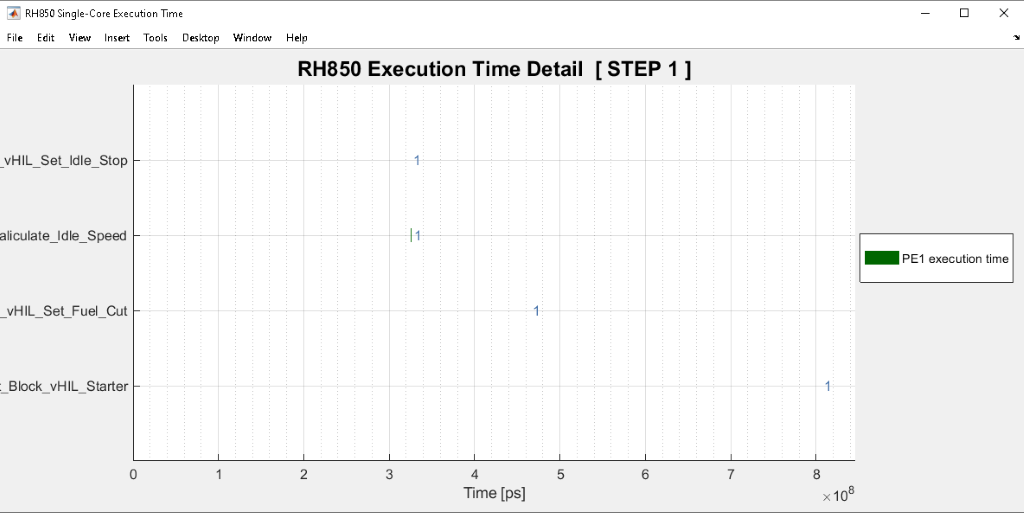 RH850 Single-Core Execution Time
File Edit View Insert Tools Desktop Window Help
RH850 Execution Time Detail [ STEP 1 ]
_vHIL_Set_Idle_Stop
1
aliculate_Idle_Speed
1
_vHIL_Set_Fuel_Cut
1
t_Block_vHIL_Starter
1
PE1 execution time
0 1 2 3 4 5 6 7 8
Time [ps]
×10⁸